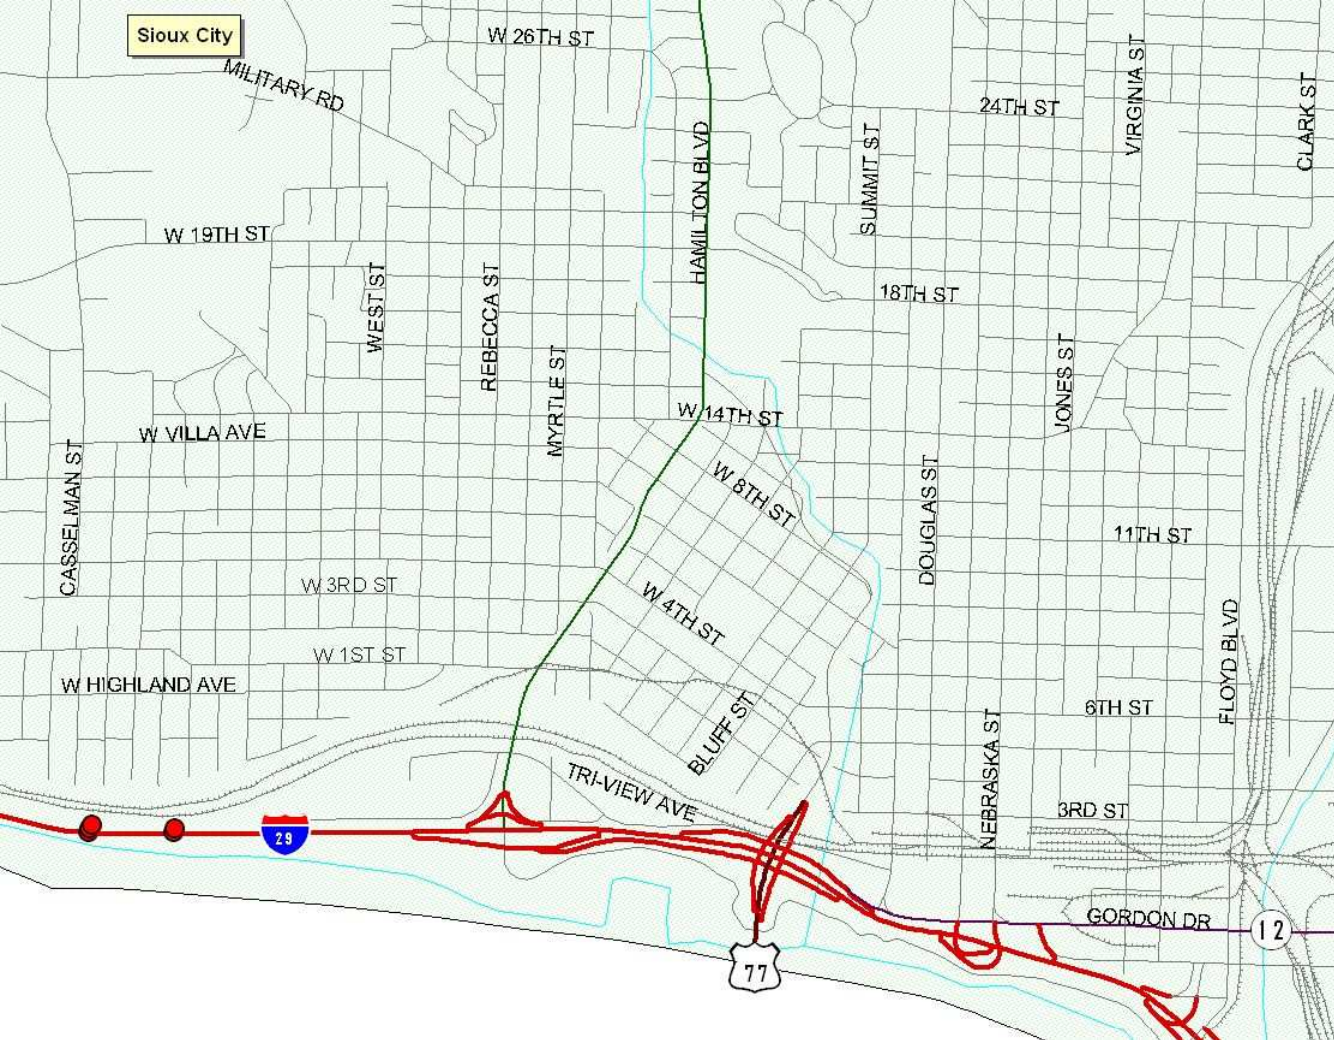 Sioux City
W 26TH ST
MILITARY RD
24TH ST
VIRGINIA ST
CLARK ST
HAMILTON BLVD
SUMMIT ST
W 19TH ST
WEST ST
REBECCA ST
18TH ST
MYRTLE ST
JONES ST
W 14TH ST
W VILLA AVE
CASSELMAN ST
W 8TH ST
DOUGLAS ST
11TH ST
W 3RD ST
W 4TH ST
FLOYD BLVD
W 1ST ST
W HIGHLAND AVE
BLUFF ST
6TH ST
NEBRASKA ST
TRI-VIEW AVE
3RD ST
29
GORDON DR
12
77